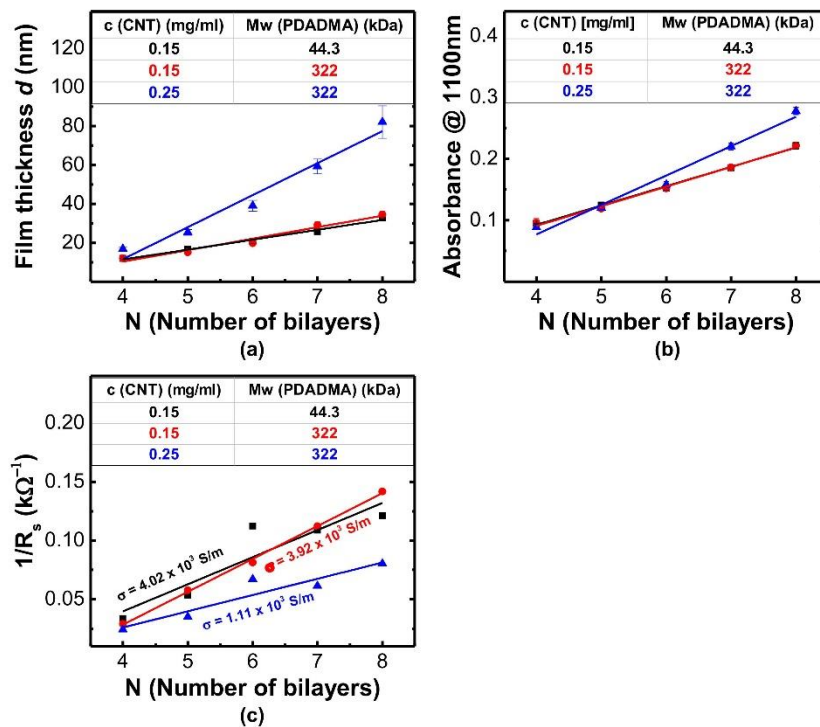 c (CNT) (mg/ml) Mw (PDADMA) (kDa)
0.15 44.3
0.15 322
0.25 322
Film thickness d (nm)
120
100
80
60
40
20
4 5 6 7 8
N (Number of bilayers)
(a)
c (CNT) [mg/ml] Mw (PDADMA) (kDa)
0.15 44.3
0.15 322
0.25 322
Absorbance @ 1100nm
0.4
0.3
0.2
0.1
4 5 6 7 8
N (Number of bilayers)
(b)
c (CNT) (mg/ml) Mw (PDADMA) (kDa)
0.15 44.3
0.15 322
0.25 322
1/Rₛ (kΩ⁻¹)
0.20
0.15
0.10
0.05
σ = 4.02 x 10³ S/m
σ = 3.92 x 10³ S/m
σ = 1.11 x 10³ S/m
4 5 6 7 8
N (Number of bilayers)
(c)